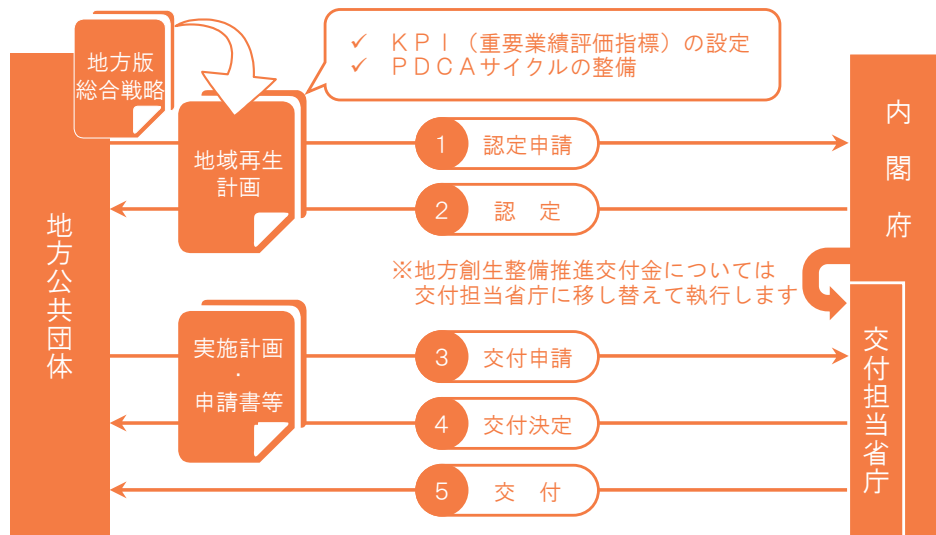 地方版
総合戦略
✓ ＫＰＩ（重要業績評価指標）の設定
✓ ＰＤＣＡサイクルの整備
地域再生
計画
1 認定申請
2 認 定
内閣府
地方公共団体
※地方創生整備推進交付金については
交付担当省庁に移し替えて執行します
実施計画
・
申請書等
3 交付申請
4 交付決定
5 交 付
交付担当省庁